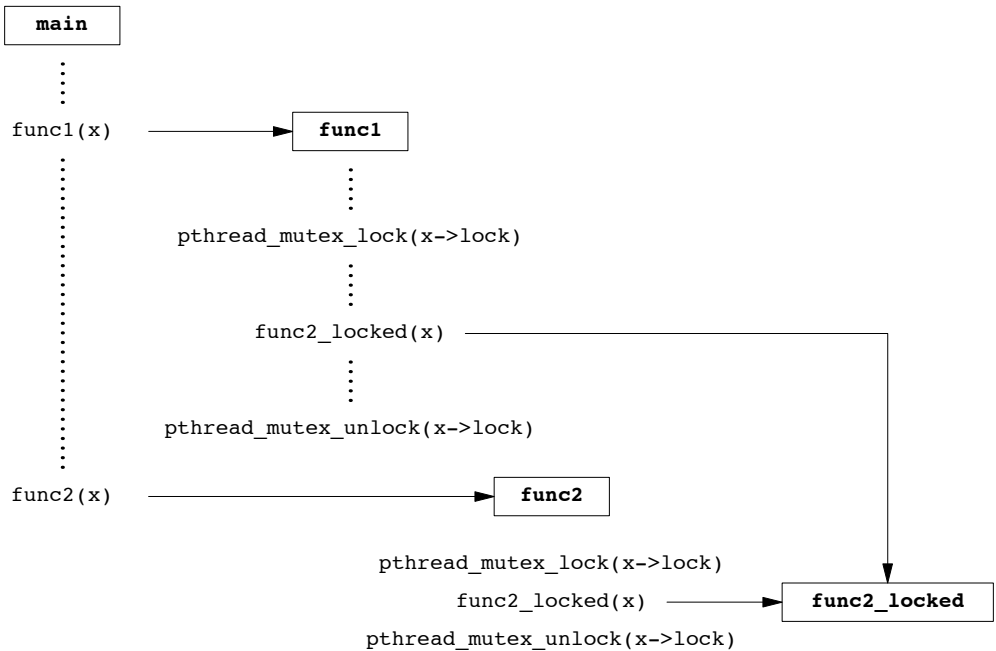 main
func1(x)
func1
pthread_mutex_lock(x->lock)
func2_locked(x)
pthread_mutex_unlock(x->lock)
func2(x)
func2
pthread_mutex_lock(x->lock)
func2_locked(x)
func2_locked
pthread_mutex_unlock(x->lock)